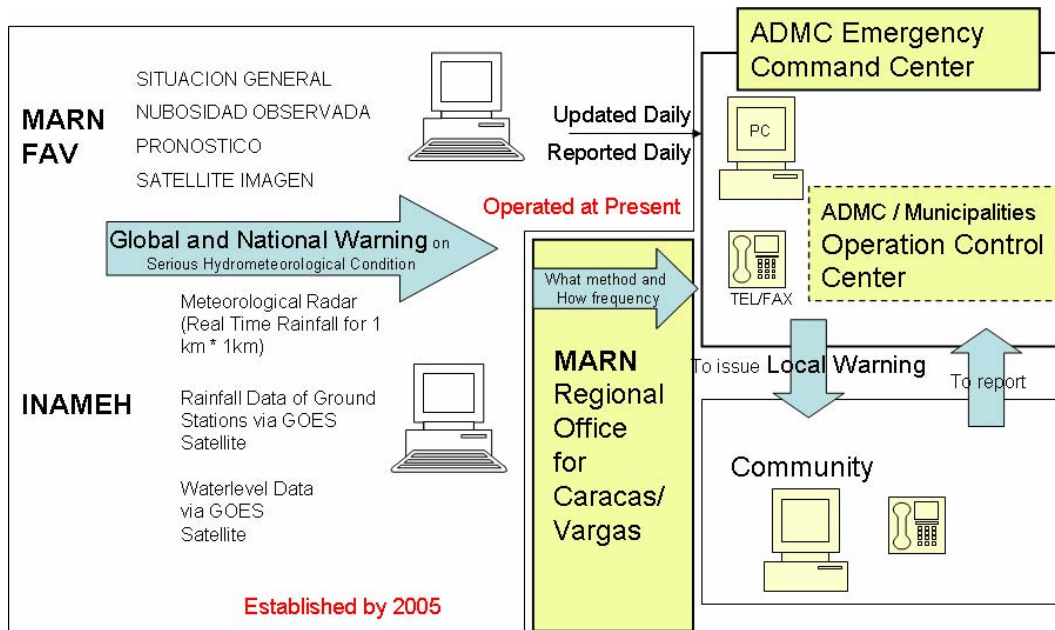 MARN
FAV
SITUACION GENERAL
NUBOSIDAD OBSERVADA
PRONOSTICO
SATELLITE IMAGEN
Updated Daily
Reported Daily
Operated at Present
Global and National Warning on
Serious Hydrometeorological Condition
Meteorological Radar
(Real Time Rainfall for 1
km * 1km)
INAMEH
Rainfall Data of Ground
Stations via GOES
Satellite
Waterlevel Data
via GOES
Satellite
Established by 2005
What method and
How frequency
MARN
Regional
Office
for
Caracas/
Vargas
ADMC Emergency
Command Center
PC
ADMC / Municipalities
Operation Control
Center
TEL/FAX
To issue Local Warning
To report
Community